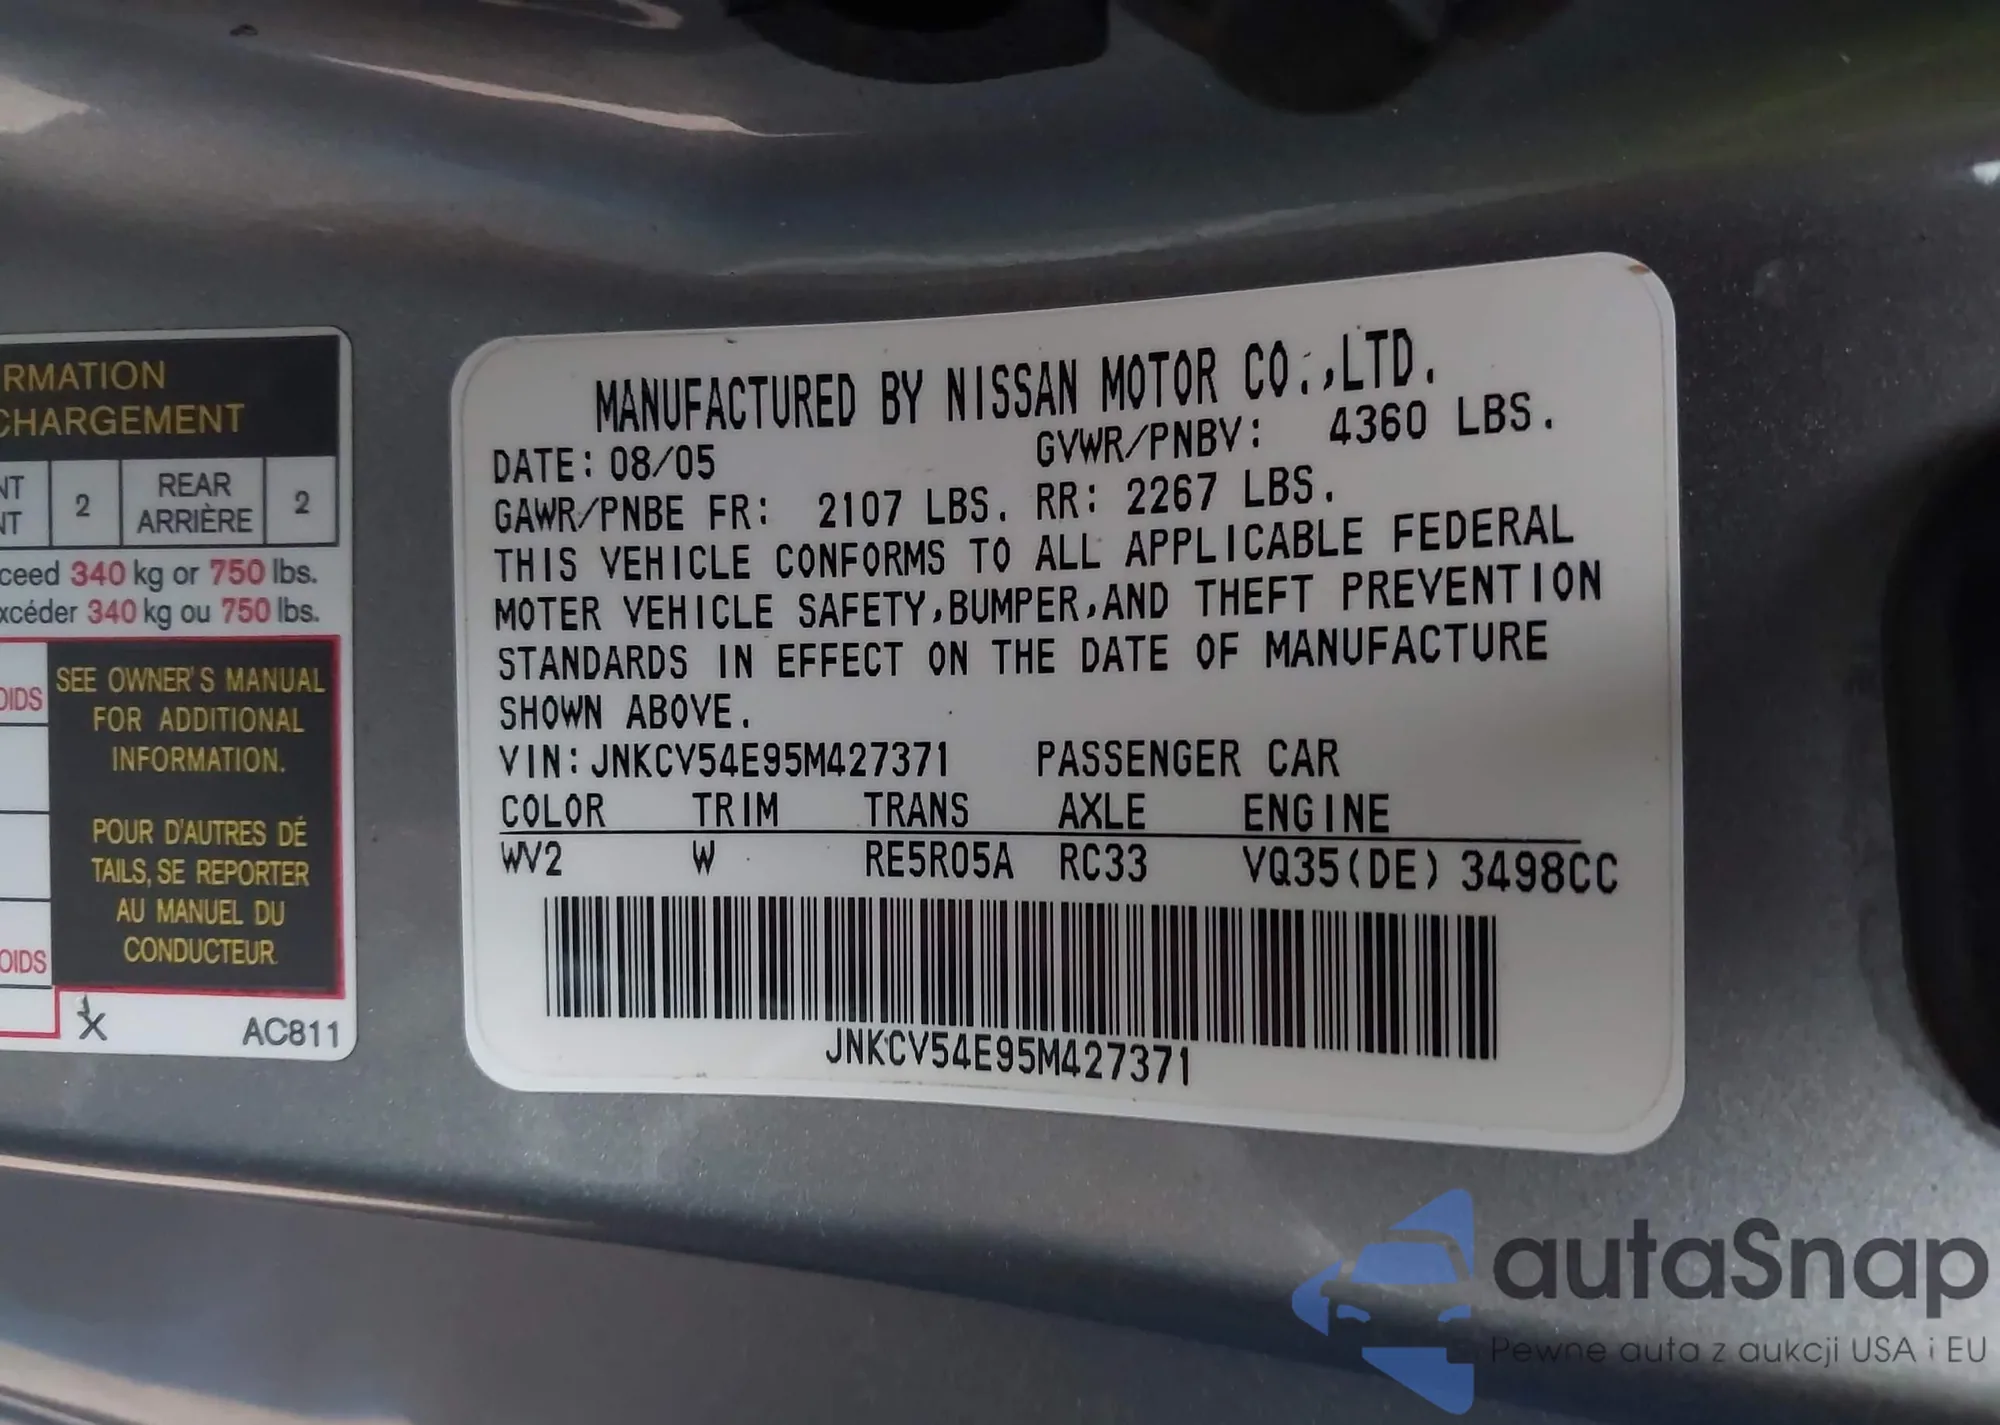 RMATION
CHARGEMENT
NT 2 REAR 2
NT ARRIÈRE
ceed 340 kg or 750 lbs.
xcéder 340 kg ou 750 lbs.
OIDS
SEE OWNER'S MANUAL
FOR ADDITIONAL
INFORMATION.
POUR D'AUTRES DÉ
TAILS, SE REPORTER
AU MANUEL DU
CONDUCTEUR
OIDS
X AC811
MANUFACTURED BY NISSAN MOTOR CO.,LTD.
DATE: 08/05 GVWR/PNBV: 4360 LBS.
GAWR/PNBE FR: 2107 LBS. RR: 2267 LBS.
THIS VEHICLE CONFORMS TO ALL APPLICABLE FEDERAL
MOTER VEHICLE SAFETY,BUMPER,AND THEFT PREVENTION
STANDARDS IN EFFECT ON THE DATE OF MANUFACTURE
SHOWN ABOVE.
VIN: JNKCV54E95M427371 PASSENGER CAR
COLOR TRIM TRANS AXLE ENGINE
WV2 W RE5R05A RC33 VQ35(DE) 3498CC
JNKCV54E95M427371
autaSnap
Pewne auta z aukcji USA i EU